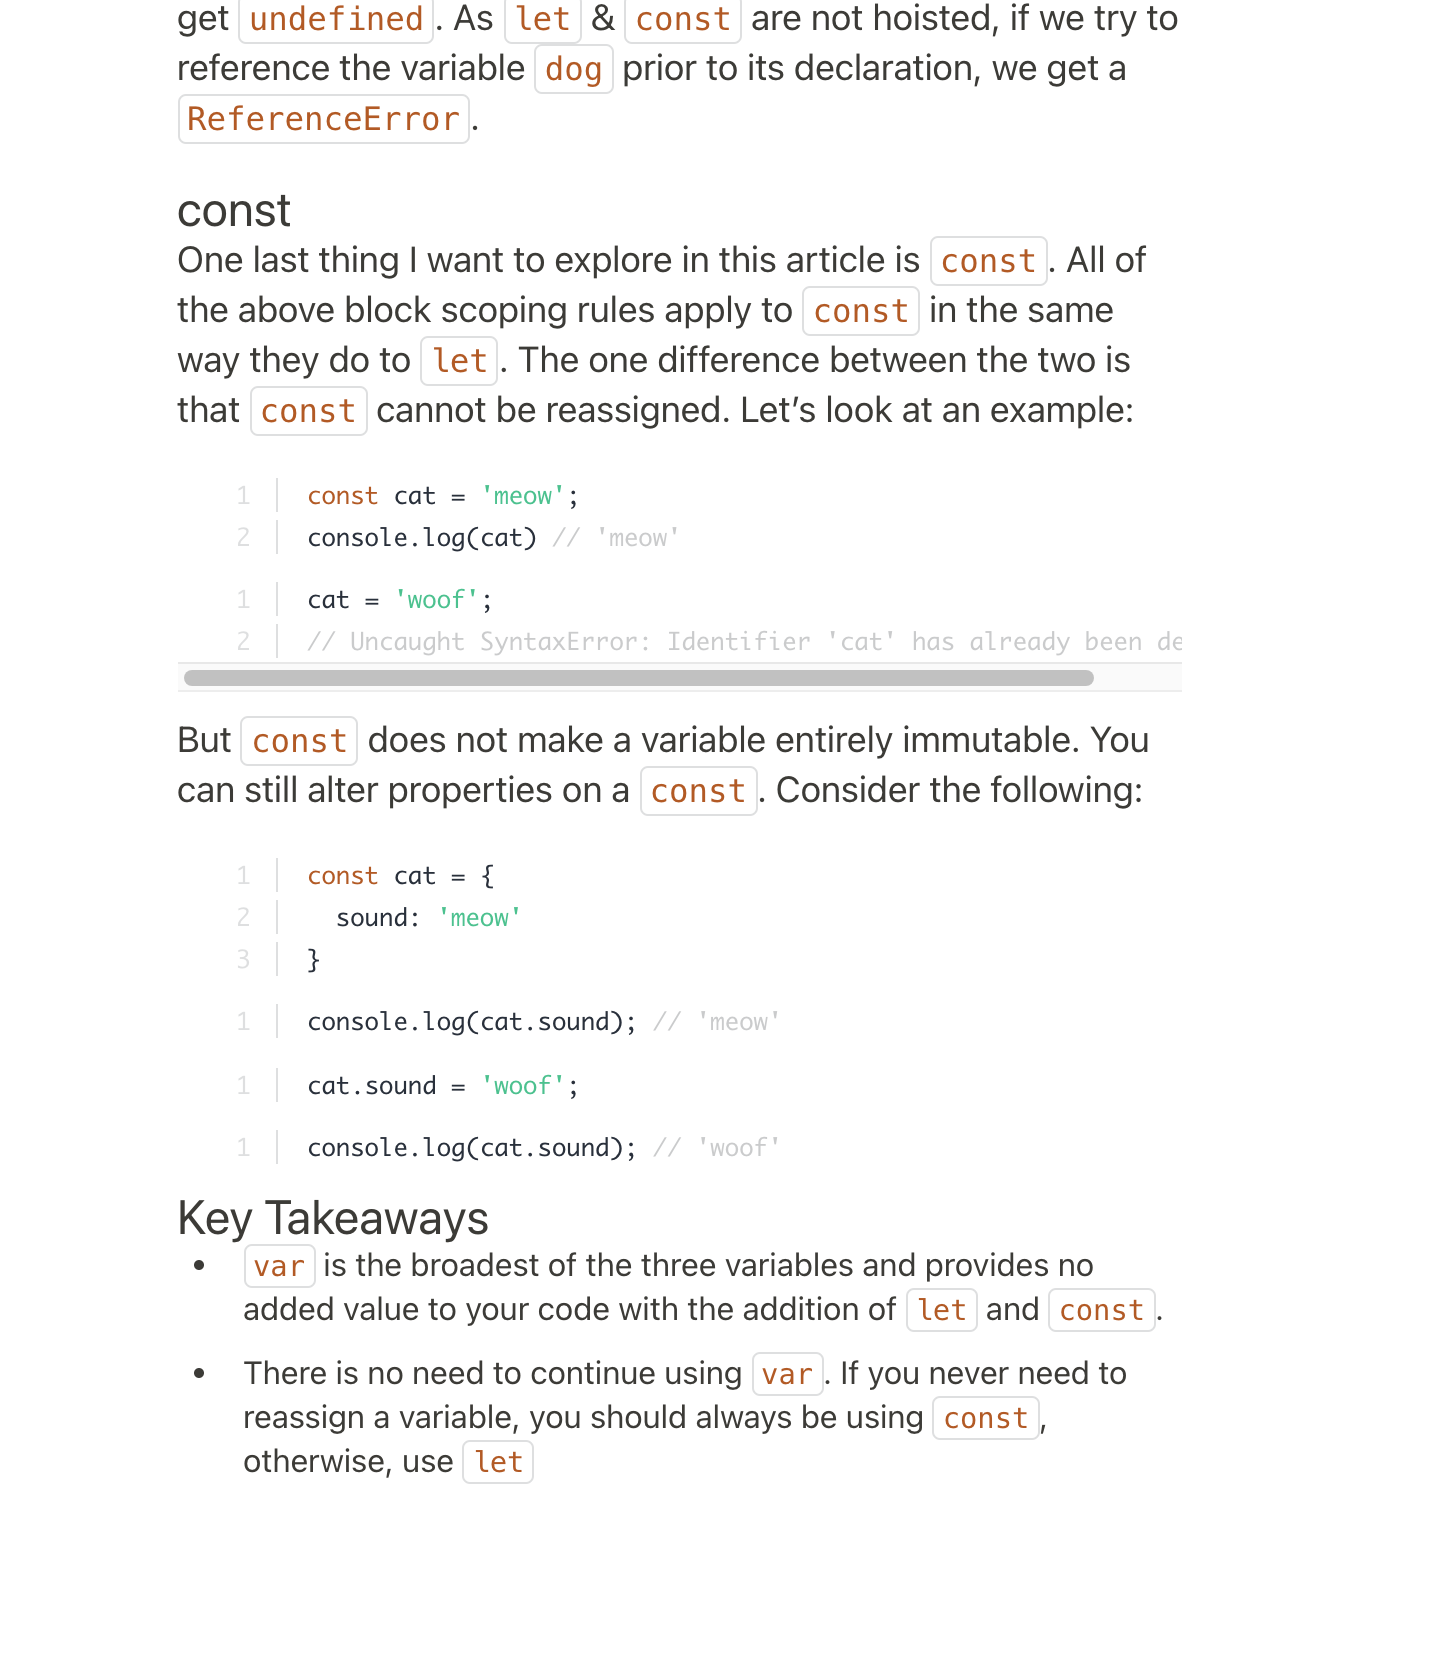 get undefined. As let & const are not hoisted, if we try to
reference the variable dog prior to its declaration, we get a
ReferenceError.
const
One last thing I want to explore in this article is const. All of
the above block scoping rules apply to const in the same
way they do to let. The one difference between the two is
that const cannot be reassigned. Let’s look at an example:
1 const cat = 'meow';
2 console.log(cat) // 'meow'
1 cat = 'woof';
2 // Uncaught SyntaxError: Identifier 'cat' has already been de
But const does not make a variable entirely immutable. You
can still alter properties on a const. Consider the following:
1 const cat = {
2   sound: 'meow'
3 }
1 console.log(cat.sound); // 'meow'
1 cat.sound = 'woof';
1 console.log(cat.sound); // 'woof'
Key Takeaways
• var is the broadest of the three variables and provides no
added value to your code with the addition of let and const.
• There is no need to continue using var. If you never need to
reassign a variable, you should always be using const,
otherwise, use let